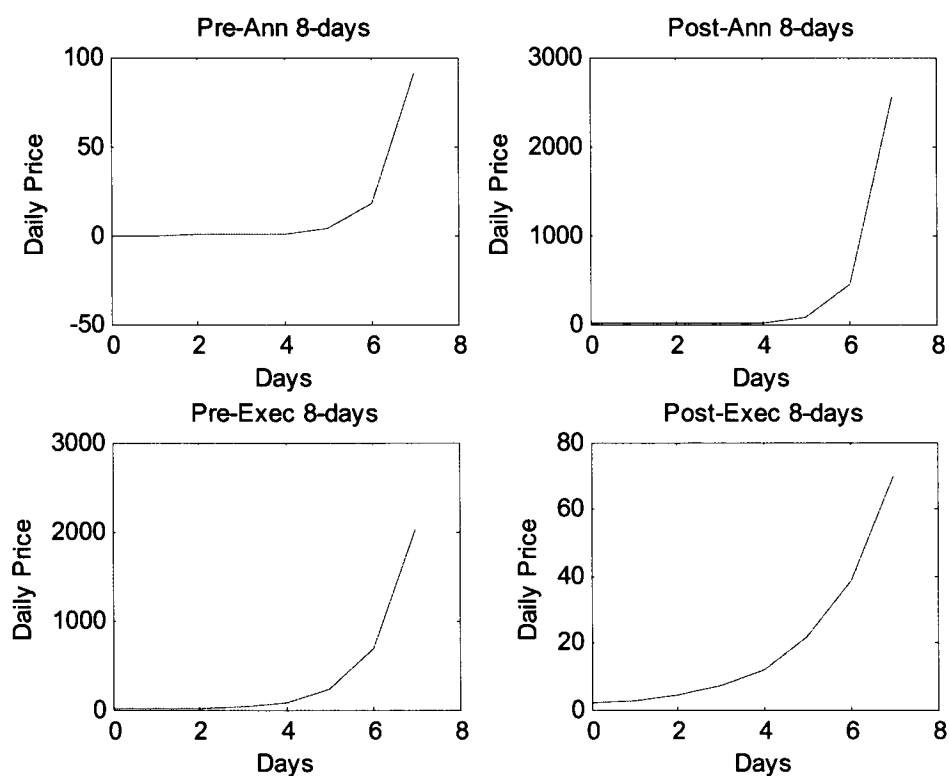 Pre-Ann 8-days
100
50
0
-50
Daily Price
0 2 4 6 8
Days
Post-Ann 8-days
3000
2000
1000
0
Daily Price
0 2 4 6 8
Days
Pre-Exec 8-days
3000
2000
1000
0
Daily Price
0 2 4 6 8
Days
Post-Exec 8-days
80
60
40
20
0
Daily Price
0 2 4 6 8
Days